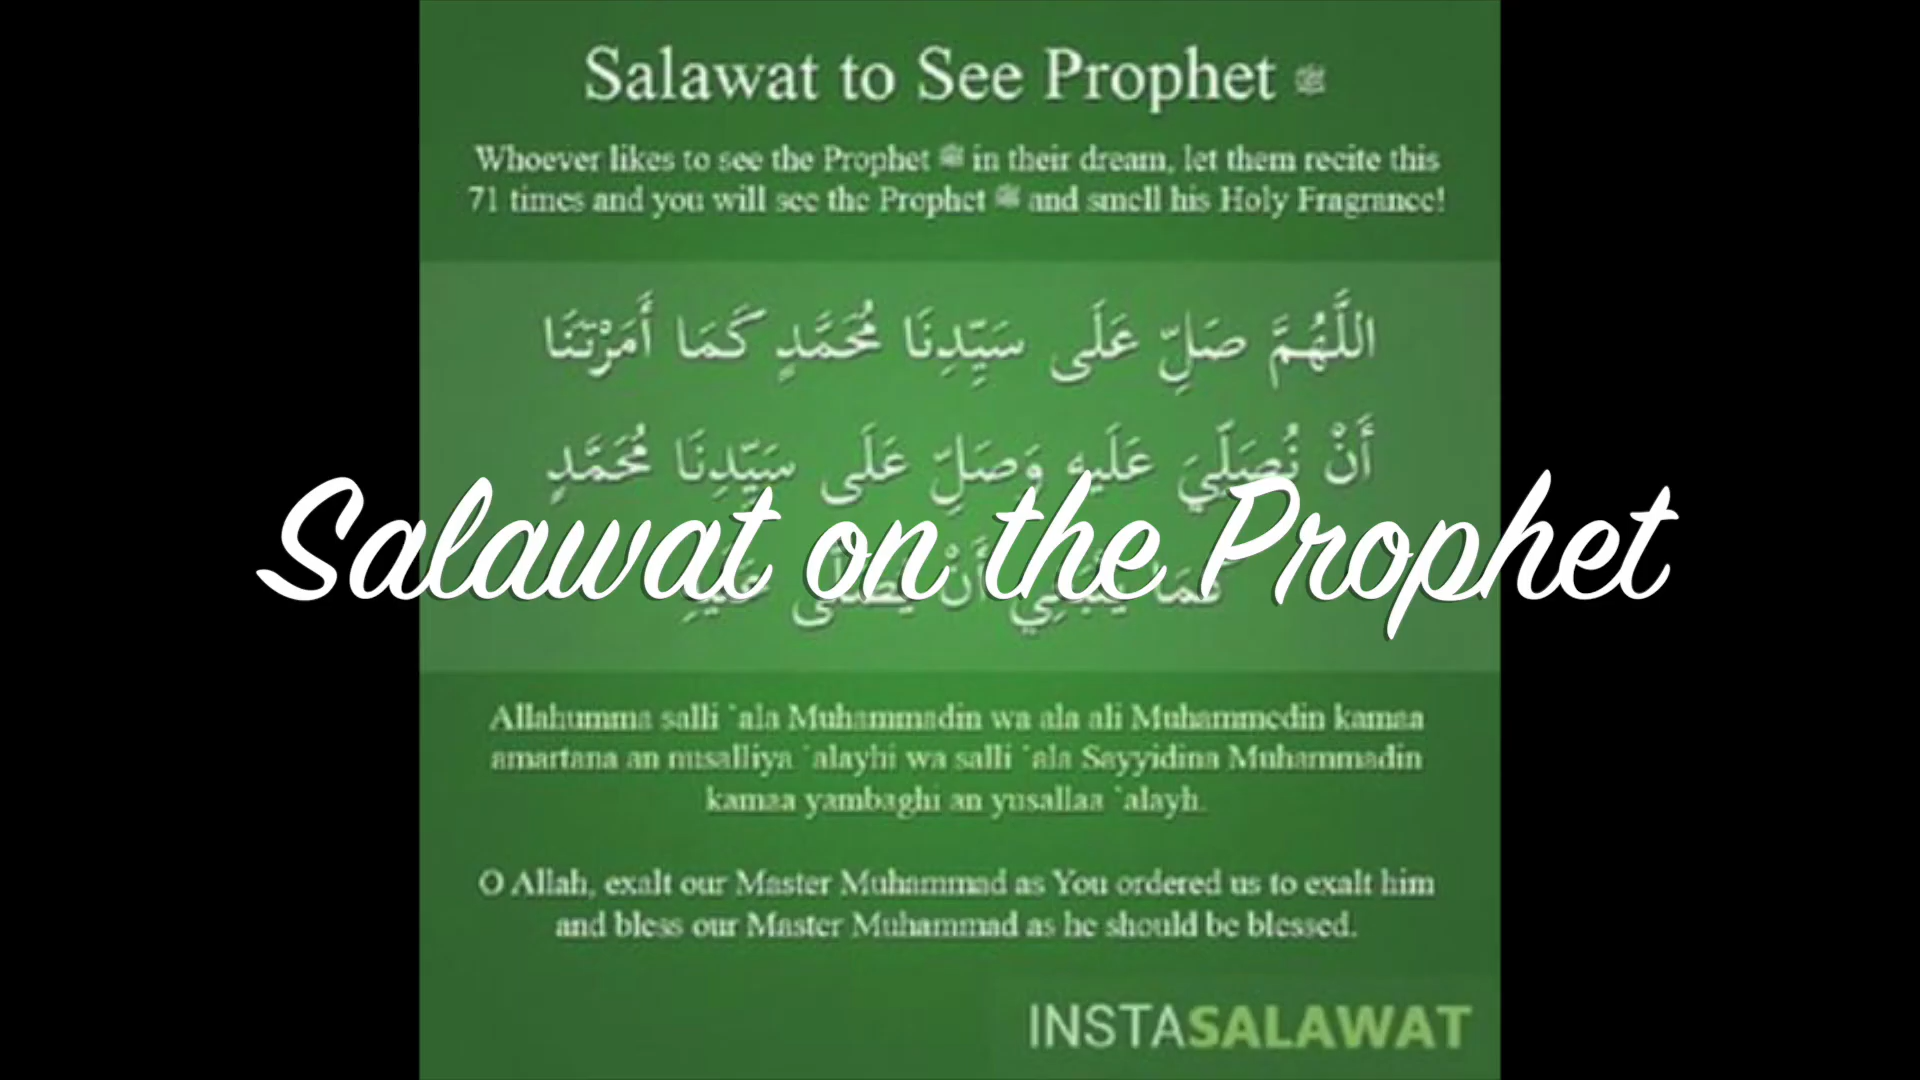 Salawat to See Prophet ﷺ
Whoever likes to see the Prophet ﷺ in their dream, let them recite this
71 times and you will see the Prophet ﷺ and smell his Holy Fragrance!
اللَّهُمَّ صَلِّ عَلَى سَيِّدِنَا مُحَمَّدٍ كَمَا أَمَرْتَنَا
أَنْ نُصَلِّيَ عَلَيهِ وَصَلِّ عَلَى سَيِّدِنَا مُحَمَّدٍ
Salawat on the Prophet
كَمَا يَنْبَغِي أَنْ يُصَلَّى عَلَيهِ
Allahumma salli `ala Muhammadin wa ala ali Muhammedin kamaa
amartana an nusalliya `alayhi wa salli `ala Sayyidina Muhammadin
kamaa yambaghi an yusallaa `alayh.
O Allah, exalt our Master Muhammad as You ordered us to exalt him
and bless our Master Muhammad as he should be blessed.
INSTASALAWAT